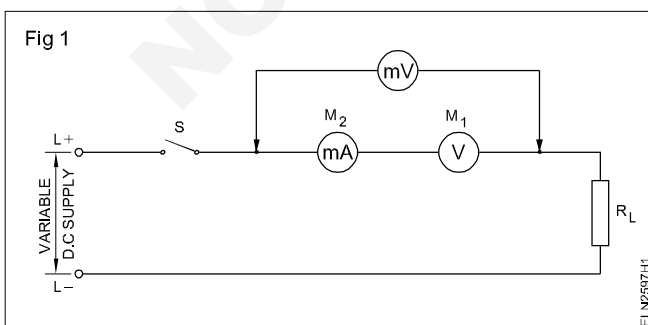 Fig 1
mV
M2
M1
S
L+
mA
V
VARIABLE
D.C SUPPLY
RL
L–
ELN2597H1